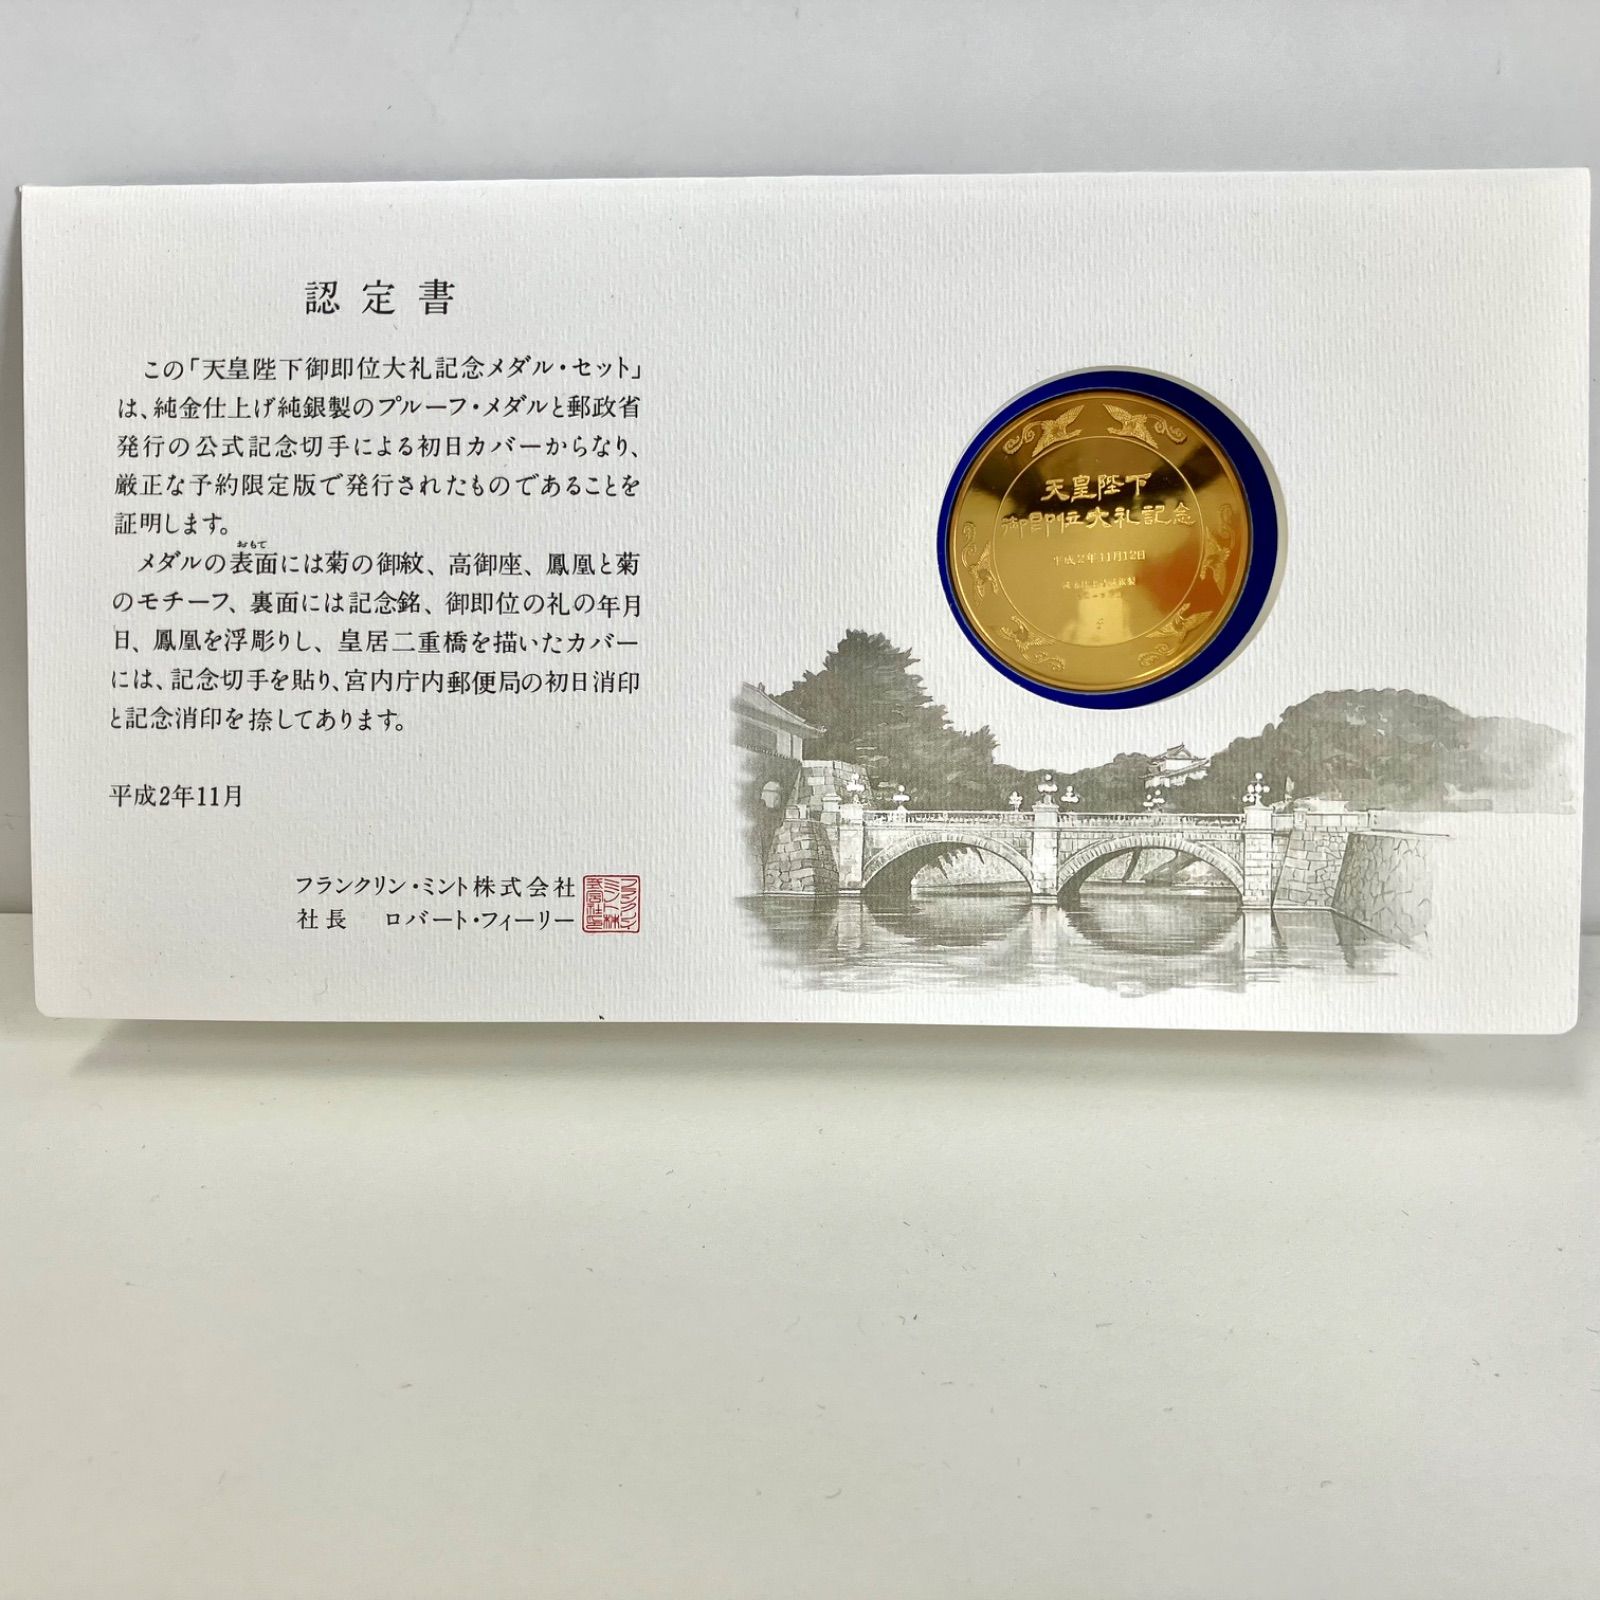 認定書
この「天皇陛下御即位大礼記念メダル・セット」
は、純金仕上げ純銀製のプルーフ・メダルと郵政省
発行の公式記念切手による初日カバーからなり、
厳正な予約限定版で発行されたものであることを
証明します。
おもて
メダルの表面には菊の御紋、高御座、鳳凰と菊
のモチーフ、裏面には記念銘、御即位の礼の年月
日、鳳凰を浮彫りし、皇居二重橋を描いたカバー
には、記念切手を貼り、宮内庁内郵便局の初日消印
と記念消印を捺してあります。
平成2年11月
フランクリン・ミント株式会社
社長 ロバート・フィーリー
天皇陛下
御即位大礼記念
平成2年11月12日